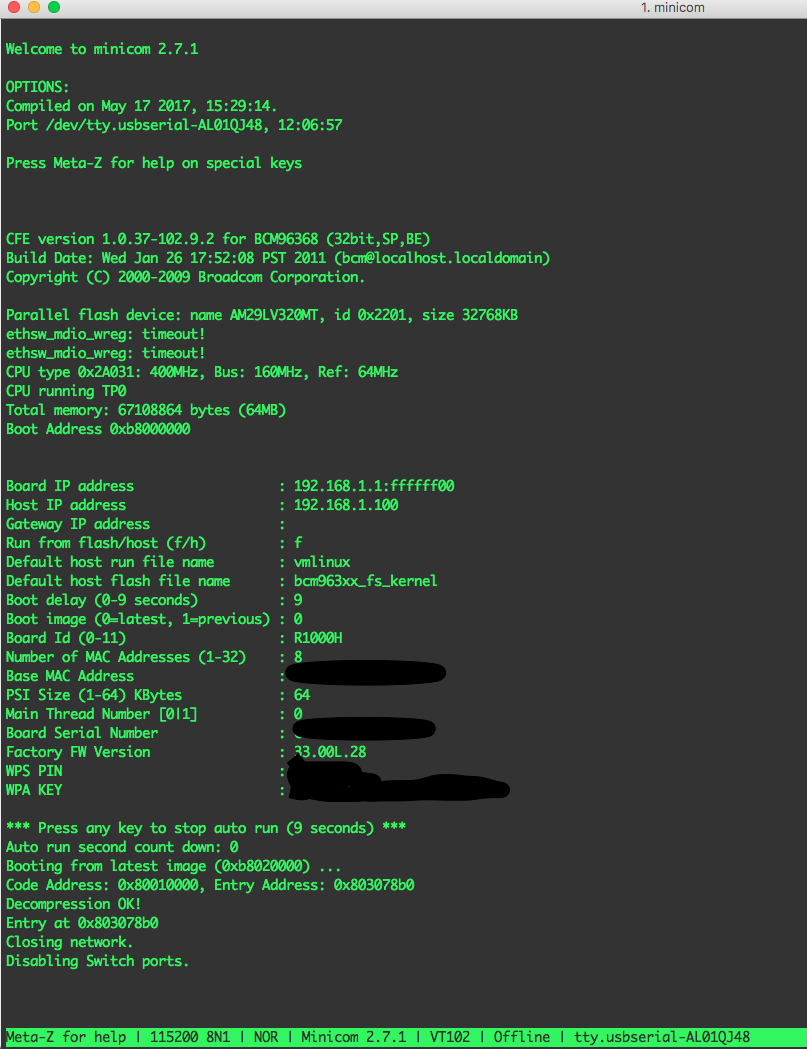 1. minicom
Welcome to minicom 2.7.1
OPTIONS:
Compiled on May 17 2017, 15:29:14.
Port /dev/tty.usbserial-AL01QJ48, 12:06:57
Press Meta-Z for help on special keys
CFE version 1.0.37-102.9.2 for BCM96368 (32bit,SP,BE)
Build Date: Wed Jan 26 17:52:08 PST 2011 (bcm@localhost.localdomain)
Copyright (C) 2000-2009 Broadcom Corporation.
Parallel flash device: name AM29LV320MT, id 0x2201, size 32768KB
ethsw_mdio_wreg: timeout!
ethsw_mdio_wreg: timeout!
CPU type 0x2A031: 400MHz, Bus: 160MHz, Ref: 64MHz
CPU running TP0
Total memory: 67108864 bytes (64MB)
Boot Address 0xb8000000
Board IP address : 192.168.1.1:ffffff00
Host IP address : 192.168.1.100
Gateway IP address :
Run from flash/host (f/h) : f
Default host run file name : vmlinux
Default host flash file name : bcm963xx_fs_kernel
Boot delay (0-9 seconds) : 9
Boot image (0=latest, 1=previous) : 0
Board Id (0-11) : R1000H
Number of MAC Addresses (1-32) : 8
Base MAC Address :
PSI Size (1-64) KBytes : 64
Main Thread Number [0|1] : 0
Board Serial Number :
Factory FW Version : 33.00L.28
WPS PIN :
WPA KEY :
*** Press any key to stop auto run (9 seconds) ***
Auto run second count down: 0
Booting from latest image (0xb8020000) ...
Code Address: 0x80010000, Entry Address: 0x803078b0
Decompression OK!
Entry at 0x803078b0
Closing network.
Disabling Switch ports.
Meta-Z for help | 115200 8N1 | NOR | Minicom 2.7.1 | VT102 | Offline | tty.usbserial-AL01QJ48